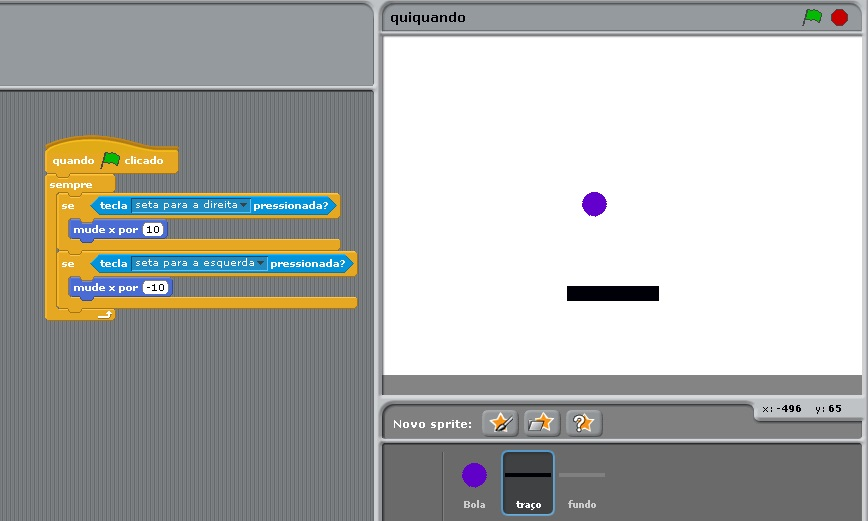 quiquando
quando clicado
sempre
se tecla seta para a direita pressionada?
mude x por 10
se tecla seta para a esquerda pressionada?
mude x por -10
x: -496 y: 65
Novo sprite:
Bola traço fundo